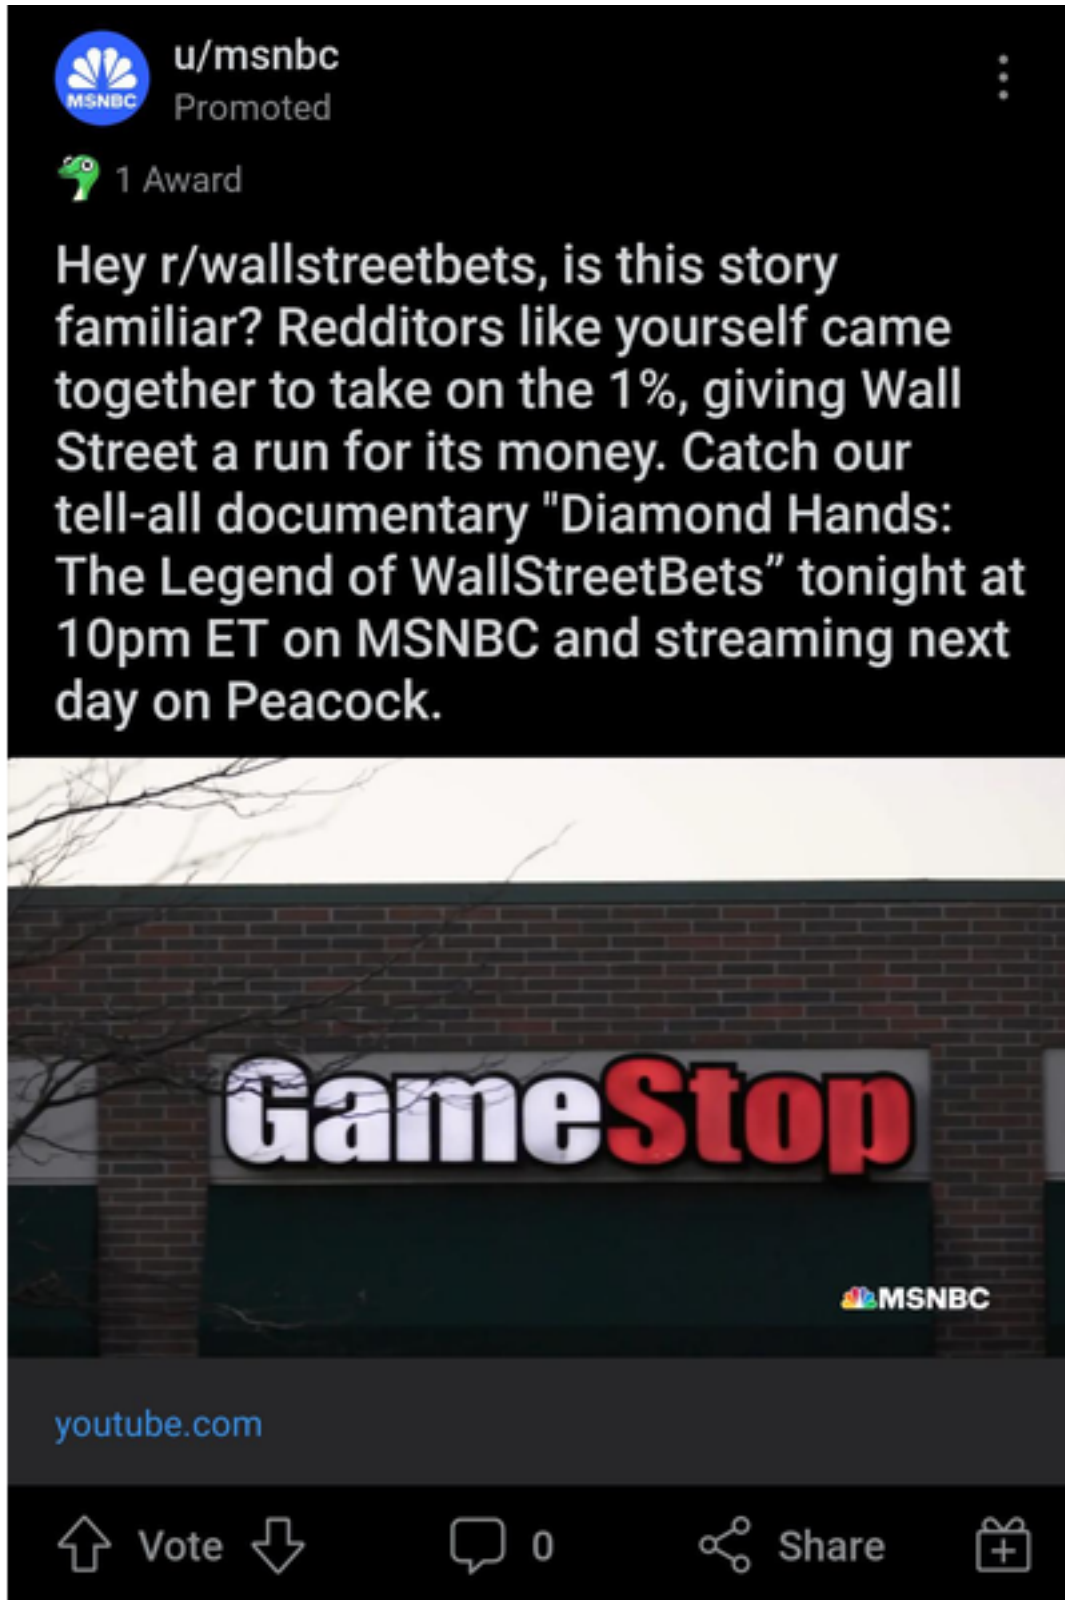 u/msnbc
MSNBC
Promoted
1 Award
Hey r/wallstreetbets, is this story
familiar? Redditors like yourself came
together to take on the 1%, giving Wall
Street a run for its money. Catch our
tell-all documentary "Diamond Hands:
The Legend of WallStreetBets” tonight at
10pm ET on MSNBC and streaming next
day on Peacock.
GameStop
MSNBC
youtube.com
Vote 0 Share